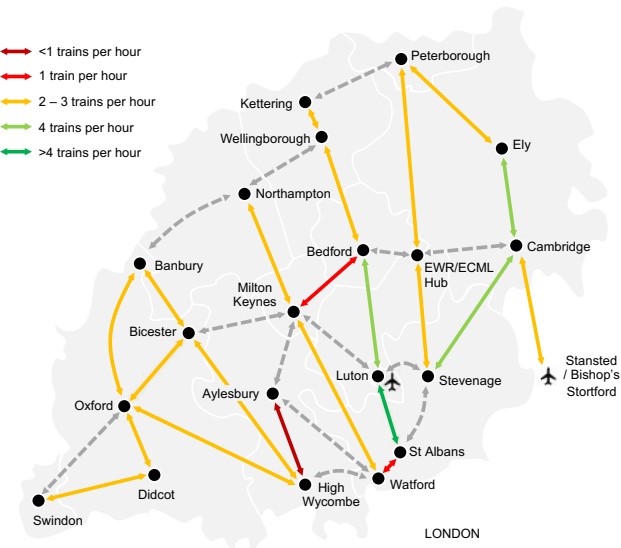 <1 trains per hour
1 train per hour
2 – 3 trains per hour
4 trains per hour
>4 trains per hour
Peterborough
Kettering
Wellingborough
Ely
Northampton
Bedford
EWR/ECML
Hub
Cambridge
Banbury
Milton
Keynes
Bicester
Stansted
/ Bishop's
Stortford
Luton
Stevenage
Aylesbury
Oxford
St Albans
Didcot
High
Wycombe
Watford
Swindon
LONDON